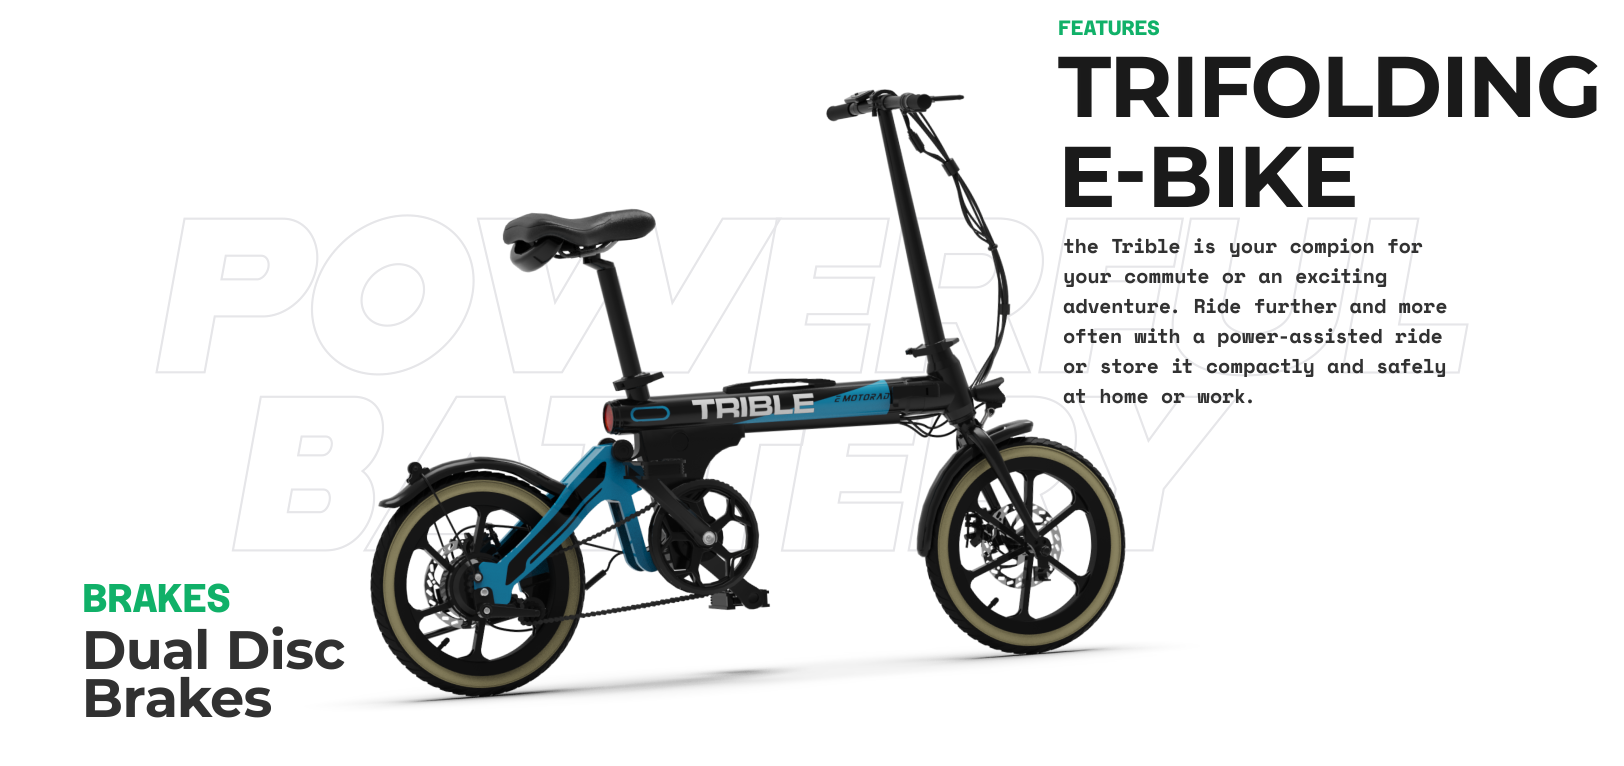 FEATURES
TRIFOLDING
E-BIKE
the Trible is your compion for
your commute or an exciting
adventure. Ride further and more
often with a power-assisted ride
or store it compactly and safely
at home or work.
POWERFUL
BATTERY
TRIBLE
EMOTORAD
BRAKES
Dual Disc
Brakes